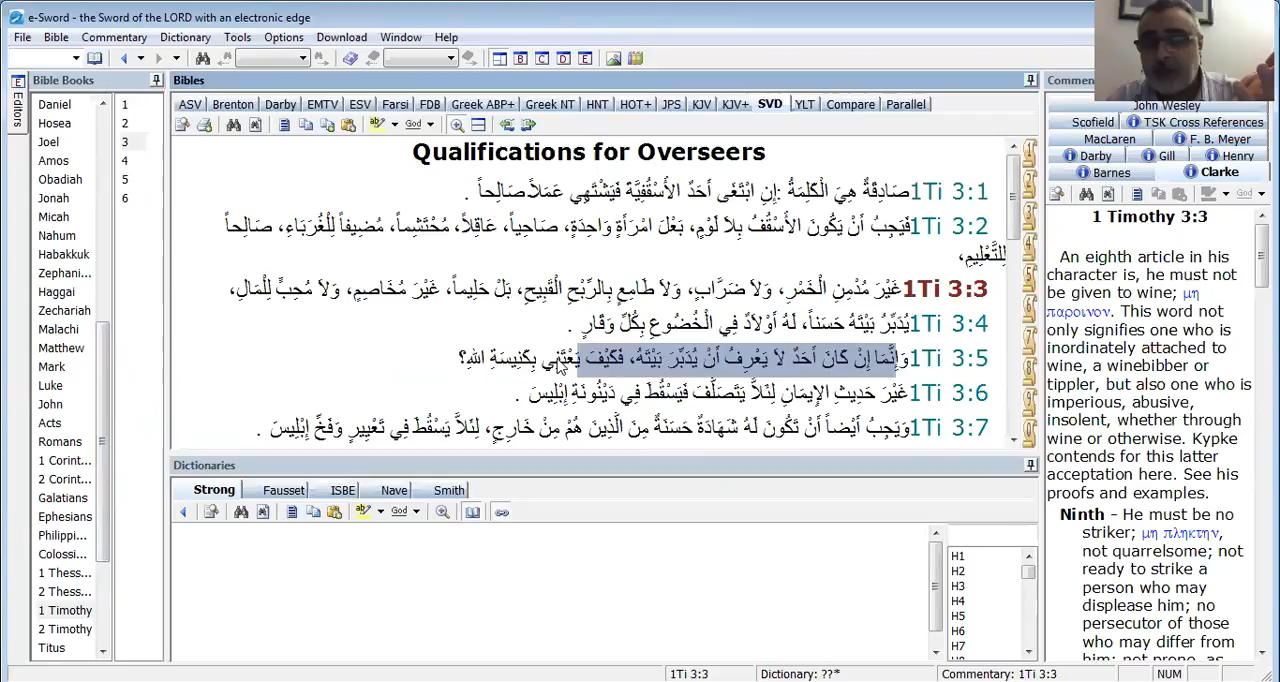 e-Sword - the Sword of the LORD with an electronic edge
File Bible Commentary Dictionary Tools Options Download Window Help
B C D E
Editors
Bible Books
Daniel
Hosea
Joel
Amos
Obadiah
Jonah
Micah
Nahum
Habakkuk
Zephani...
Haggai
Zechariah
Malachi
Matthew
Mark
Luke
John
Acts
Romans
1 Corint...
2 Corint...
Galatians
Ephesians
Philippi...
Colossi...
1 Thess...
2 Thess...
1 Timothy
2 Timothy
Titus
1
2
3
4
5
6
Bibles
ASV Brenton Darby EMTV ESV Farsi FDB Greek ABP+ Greek NT HNT HOT+ JPS KJV KJV+ SVD YLT Compare Parallel
God
Qualifications for Overseers
1Ti 3:1 صَادِقَةٌ هِيَ الْكَلِمَةُ :إِنِ ابْتَغَى أَحَدٌ الأُسْقُفِيَّةَ فَيَشْتَهِي عَمَلاً صَالِحاً .
1Ti 3:2 فَيَجِبُ أَنْ يَكُونَ الأُسْقُفُ بِلاَ لَوْمٍ، بَعْلَ امْرَأَةٍ وَاحِدَةٍ، صَاحِياً، عَاقِلاً، مُحْتَشِماً، مُضِيفاً لِلْغُرَبَاءِ، صَالِحاً
لِلتَّعْلِيمِ،
1Ti 3:3 غَيْرَ مُدْمِنِ الْخَمْرِ، وَلاَ ضَرَّابٍ، وَلاَ طَامِعٍ بِالرِّبْحِ الْقَبِيحِ، بَلْ حَلِيماً، غَيْرَ مُخَاصِمٍ، وَلاَ مُحِبٍّ لِلْمَالِ،
1Ti 3:4 يُدَبِّرُ بَيْتَهُ حَسَناً، لَهُ أَوْلاَدٌ فِي الْخُضُوعِ بِكُلِّ وَقَارٍ .
1Ti 3:5 وَإِنَّمَا إِنْ كَانَ أَحَدٌ لاَ يَعْرِفُ أَنْ يُدَبِّرَ بَيْتَهُ، فَكَيْفَ يَعْتَنِي بِكَنِيسَةِ اللهِ؟
1Ti 3:6 غَيْرَ حَدِيثِ الإِيمَانِ لِئَلاَّ يَتَصَلَّفَ فَيَسْقُطَ فِي دَيْنُونَةِ إِبْلِيسَ .
1Ti 3:7 وَيَجِبُ أَيْضاً أَنْ تَكُونَ لَهُ شَهَادَةٌ حَسَنَةٌ مِنَ الَّذِينَ هُمْ مِنْ خَارِجٍ، لِئَلاَّ يَسْقُطَ فِي تَعْيِيرٍ وَفَخِّ إِبْلِيسَ .
Dictionaries
Strong Fausset ISBE Nave Smith
God
H1
H2
H3
H4
H5
H6
H7
Commen
John Wesley
Scofield TSK Cross References
MacLaren F. B. Meyer
Darby Gill Henry
Barnes Clarke
God
1 Timothy 3:3
An eighth article in his
character is, he must not
be given to wine; μη
παροινον. This word not
only signifies one who is
inordinately attached to
wine, a winebibber or
tippler, but also one who is
imperious, abusive,
insolent, whether through
wine or otherwise. Kypke
contends for this latter
acceptation here. See his
proofs and examples.
Ninth - He must be no
striker; μη πληκτην,
not quarrelsome; not
ready to strike a
person who may
displease him; no
persecutor of those
who may differ from
him; not prone, as
1Ti 3:3 Dictionary: ??* Commentary: 1Ti 3:3 NUM